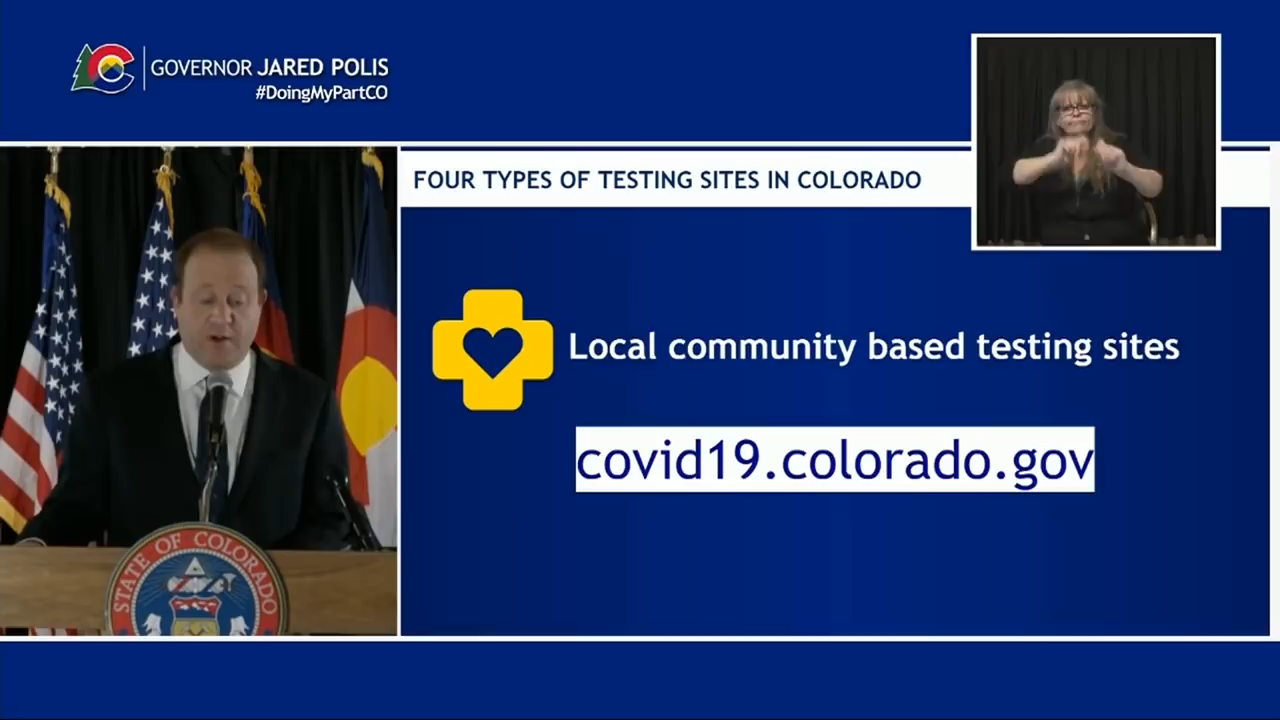 GOVERNOR JARED POLIS
#DoingMyPartCO
FOUR TYPES OF TESTING SITES IN COLORADO
Local community based testing sites
covid19.colorado.gov
STATE OF COLORADO